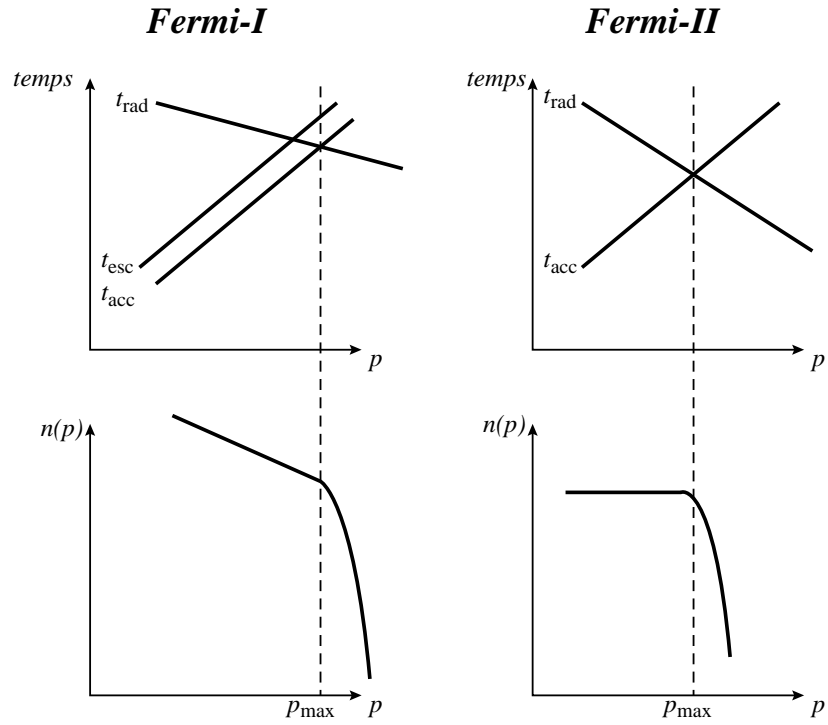 Fermi-I
Fermi-II
temps
t_rad
t_esc
t_acc
p
temps
t_rad
t_acc
p
n(p)
p_max
p
n(p)
p_max
p